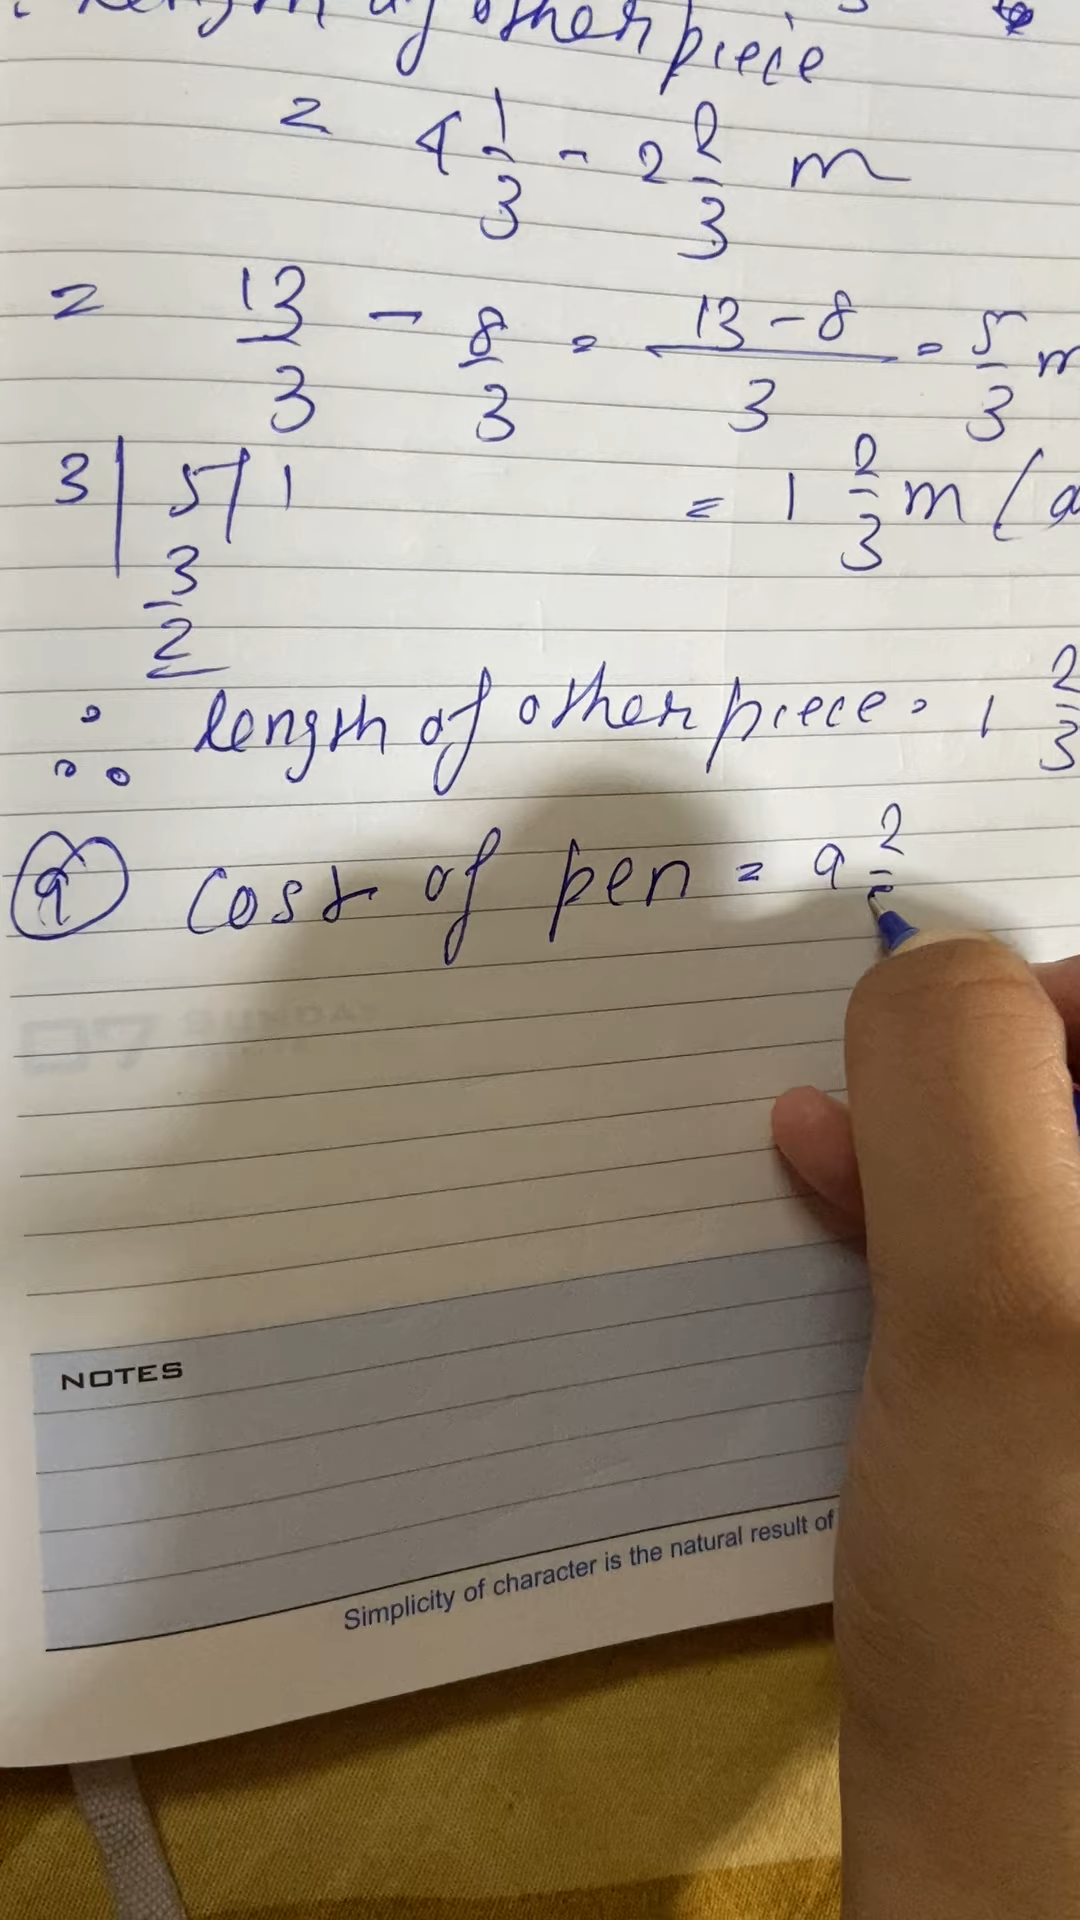 length of other piece
= 4 1/3 - 2 2/3 m
= 13/3 - 8/3 = 13-8/3 = 5/3 m
= 1 2/3 m (a
3 | 5 | 1
3
2
∴ length of other piece = 1 2/3
9 Cost of pen = 9 2/
07 SUNDAY
NOTES
Simplicity of character is the natural result of